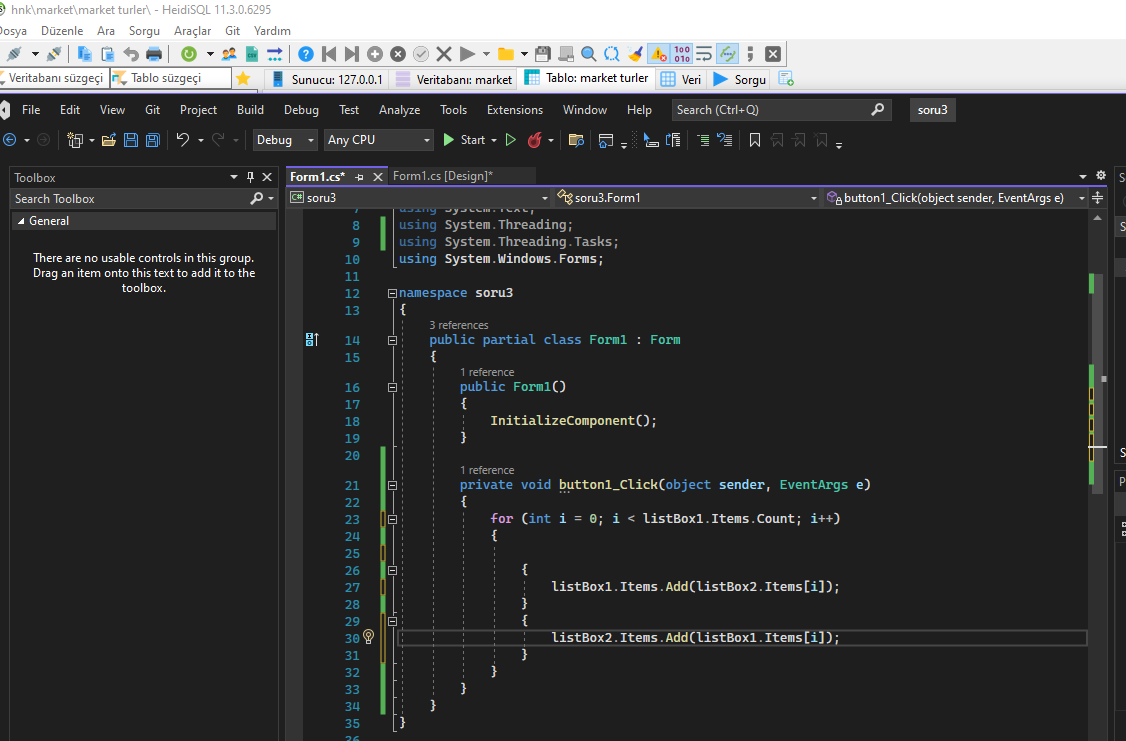 hnk\market\market turler\ - HeidiSQL 11.3.0.6295
Dosya Düzenle Ara Sorgu Araçlar Git Yardım
Veritabanı süzgeçi Tablo süzgeçi Sunucu: 127.0.0.1 Veritabanı: market Tablo: market turler Veri Sorgu
File Edit View Git Project Build Debug Test Analyze Tools Extensions Window Help Search (Ctrl+Q) soru3
Debug Any CPU Start
Toolbox
Search Toolbox
General
There are no usable controls in this group.
Drag an item onto this text to add it to the
toolbox.
Form1.cs* Form1.cs [Design]*
soru3 soru3.Form1 button1_Click(object sender, EventArgs e)
7 using System.Text;
8 using System.Threading;
9 using System.Threading.Tasks;
10 using System.Windows.Forms;
11
12 namespace soru3
13 {
3 references
14 public partial class Form1 : Form
15 {
1 reference
16 public Form1()
17 {
18 InitializeComponent();
19 }
20
1 reference
21 private void button1_Click(object sender, EventArgs e)
22 {
23 for (int i = 0; i < listBox1.Items.Count; i++)
24 {
25
26 {
27 listBox1.Items.Add(listBox2.Items[i]);
28 }
29 {
30 listBox2.Items.Add(listBox1.Items[i]);
31 }
32 }
33 }
34 }
35 }
36